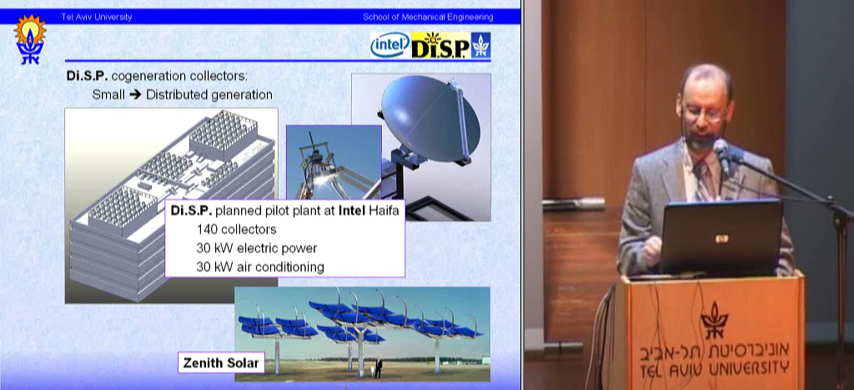 Tel Aviv University
School of Mechanical Engineering
intel
Di.S.P.
Di.S.P. cogeneration collectors:
Small ➔ Distributed generation
Di.S.P. planned pilot plant at Intel Haifa
140 collectors
30 kW electric power
30 kW air conditioning
Zenith Solar
hp
אוניברסיטת תל-אביב
TEL AVIV UNIVERSITY